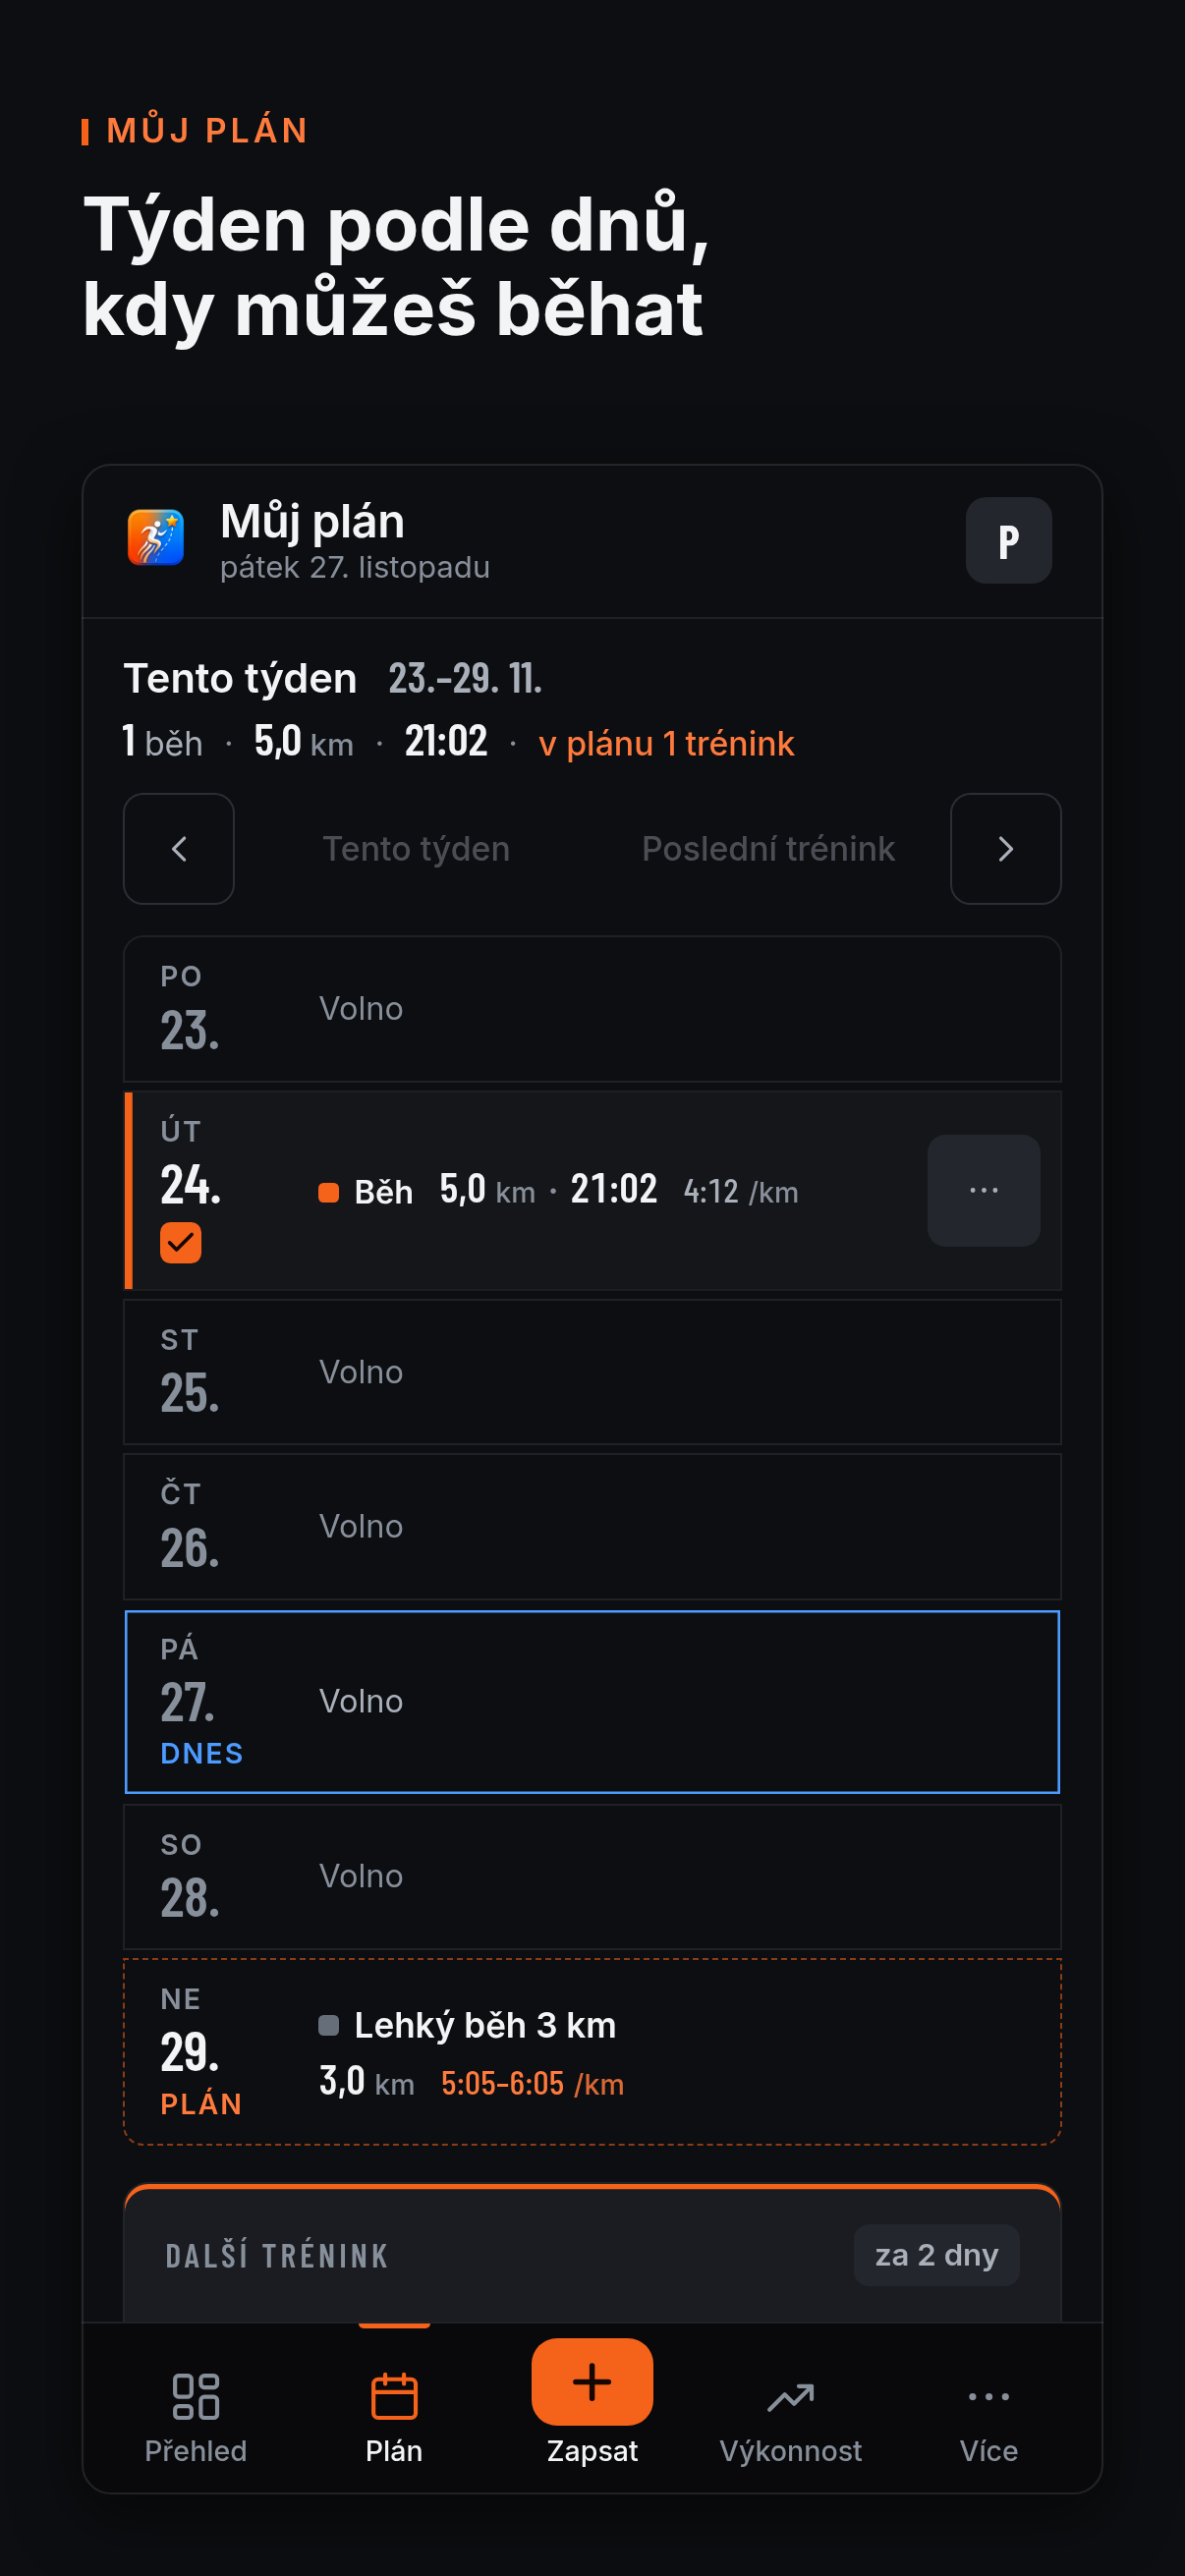 MŮJ PLÁN
Týden podle dnů,
kdy můžeš běhat
Můj plán
pátek 27. listopadu
P
Tento týden 23.–29. 11.
1 běh · 5,0 km · 21:02 · v plánu 1 trénink
Tento týden Poslední trénink
PO
23.
Volno
ÚT
24.
Běh 5,0 km · 21:02 4:12 /km
ST
25.
Volno
ČT
26.
Volno
PÁ
27.
DNES
Volno
SO
28.
Volno
NE
29.
PLÁN
Lehký běh 3 km
3,0 km 5:05–6:05 /km
DALŠÍ TRÉNINK za 2 dny
Přehled Plán Zapsat Výkonnost Více